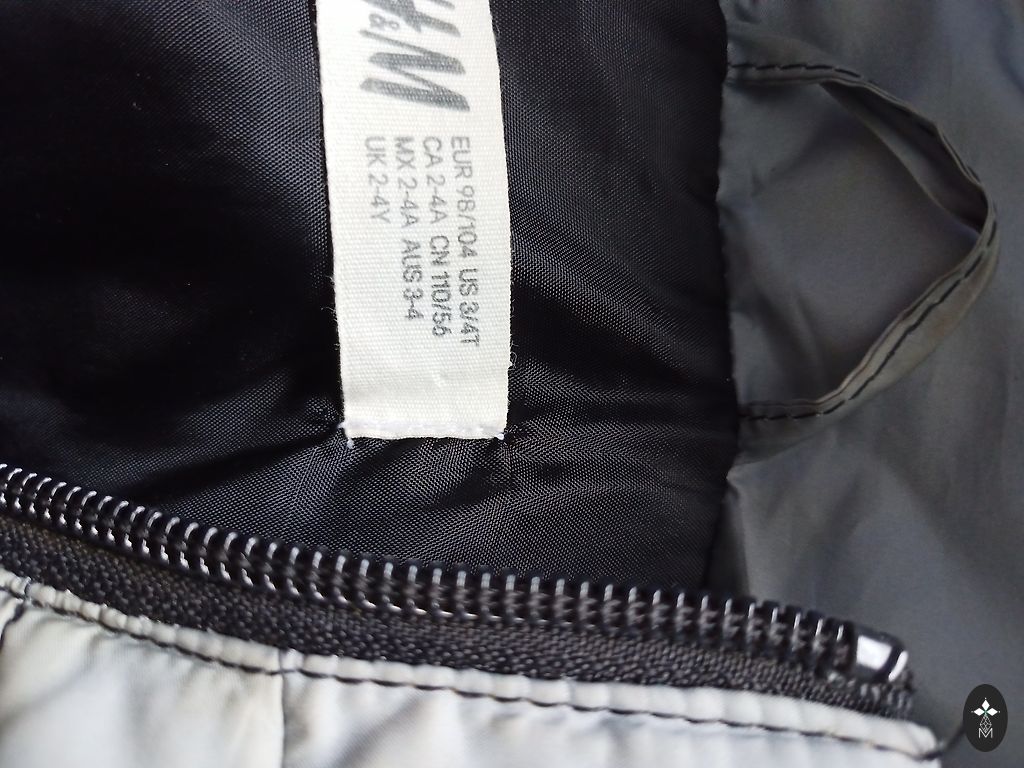 H&M
EUR 98/104 US 3/4T
CA 2-4A CN 110/56
MX 2-4A AUS 3-4
UK 2-4Y
M